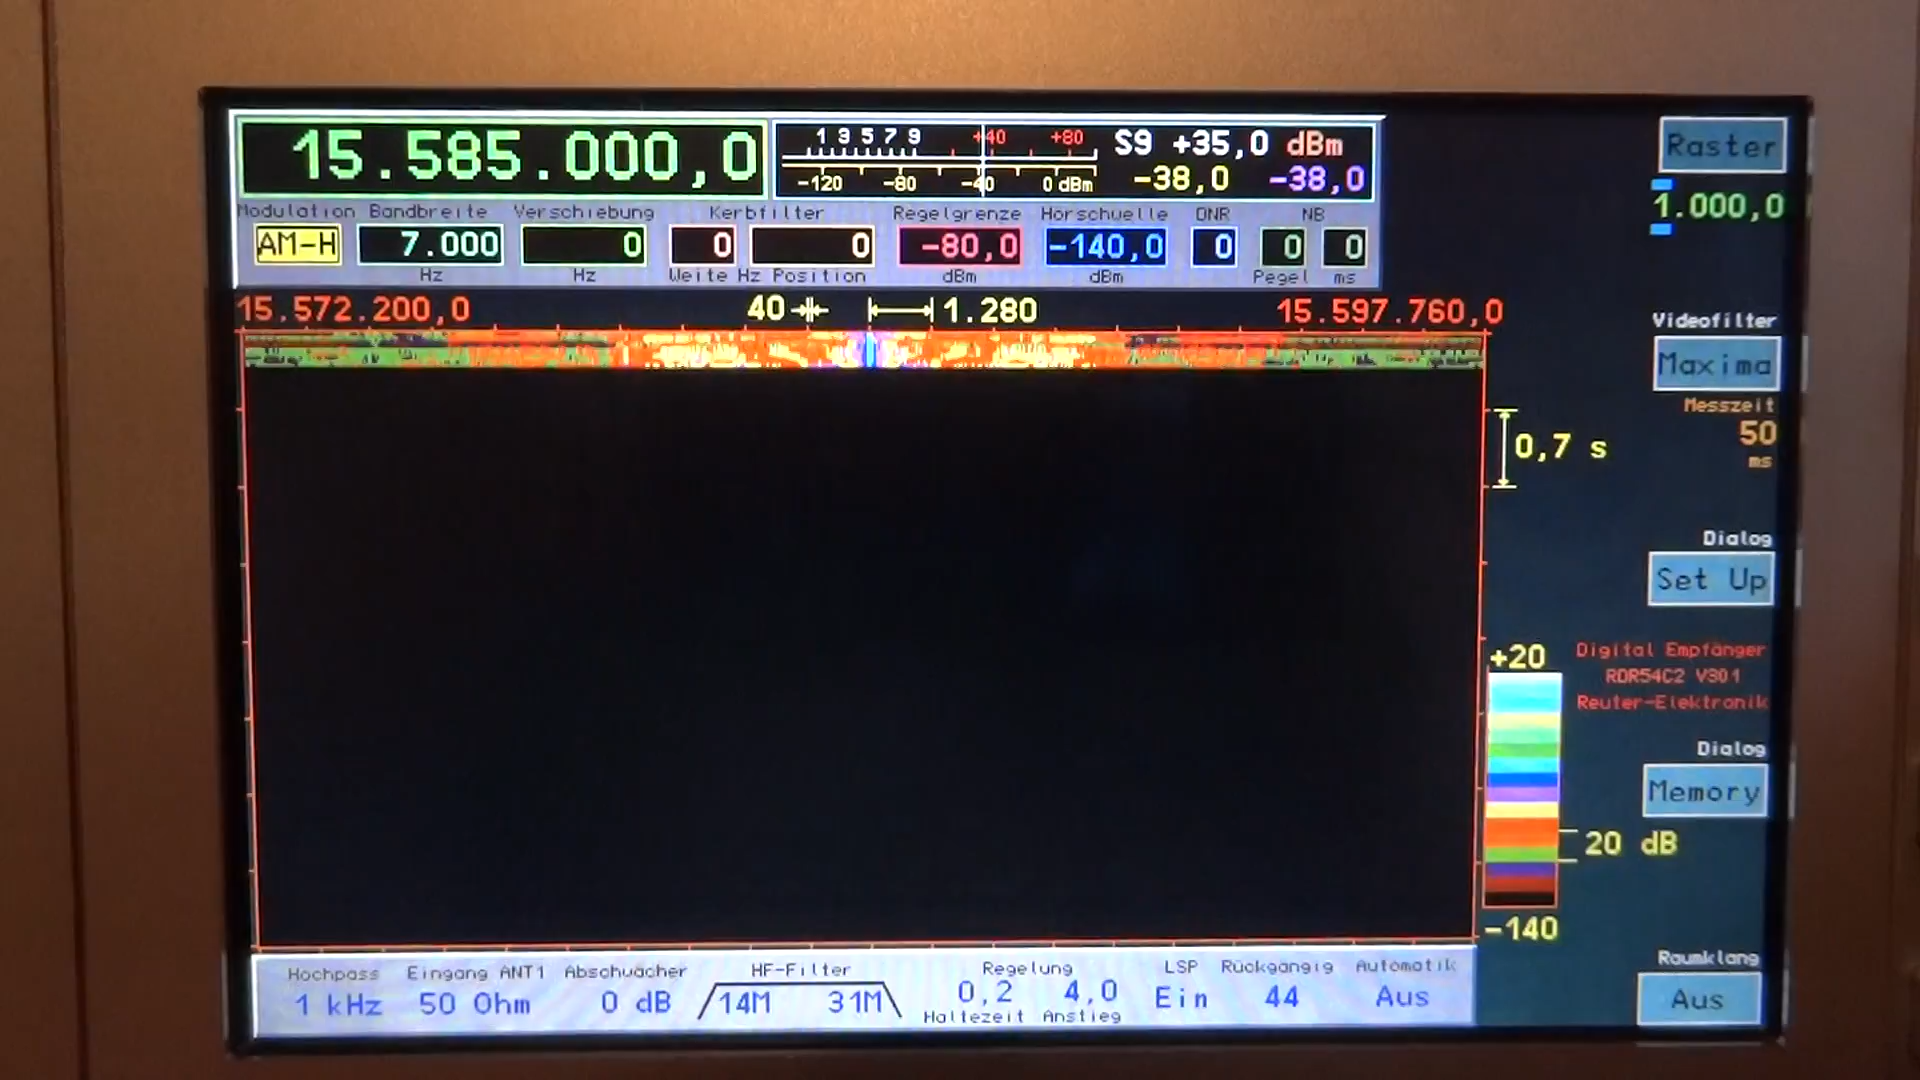 15.585.000,0
1 3 5 7 9 +40 +80
-120 -80 -40 0 dBm
S9 +35,0 dBm
-38,0 -38,0
Raster
1.000,0
Modulation Bandbreite Verschiebung Kerbfilter Regelgrenze Hörschwelle DNR NB
AM-H 7.000 0 0 0 -80,0 -140,0 0 0 0
Hz Hz Weite Hz Position dBm dBm Pegel ms
15.572.200,0 40 1.280 15.597.760,0
Videofilter
Maxima
Messzeit
50
ms
0,7 s
Dialog
Set Up
+20
Digital Empfänger
RDR54C2 V301
Reuter-Elektronik
Dialog
Memory
20 dB
-140
Raumklang
Aus
Hochpass Eingang ANT1 Abschwächer HF-Filter Regelung LSP Rückgängig Automatik
1 kHz 50 Ohm 0 dB 14M 31M 0,2 4,0 Ein 44 Aus
Haltezeit Anstieg